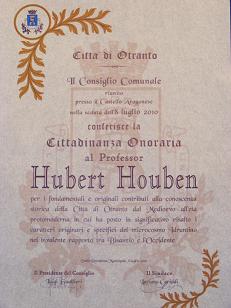 Città di Otranto
Il Consiglio Comunale
riunito
presso il Castello Aragonese
nella seduta del 8 luglio 2010
conferisce la
Cittadinanza Onoraria
al Professor
Hubert Houben
per i fondamentali e originali contributi alla conoscenza
storica della Città di Otranto dal Medioevo all'età
protomoderna in cui ha posto in significativo risalto i
caratteri originari e specifici del microcosmo idruntino
nel bivalente rapporto tra Bisanzio e l'Occidente
Il Presidente del Consiglio
Il Sindaco